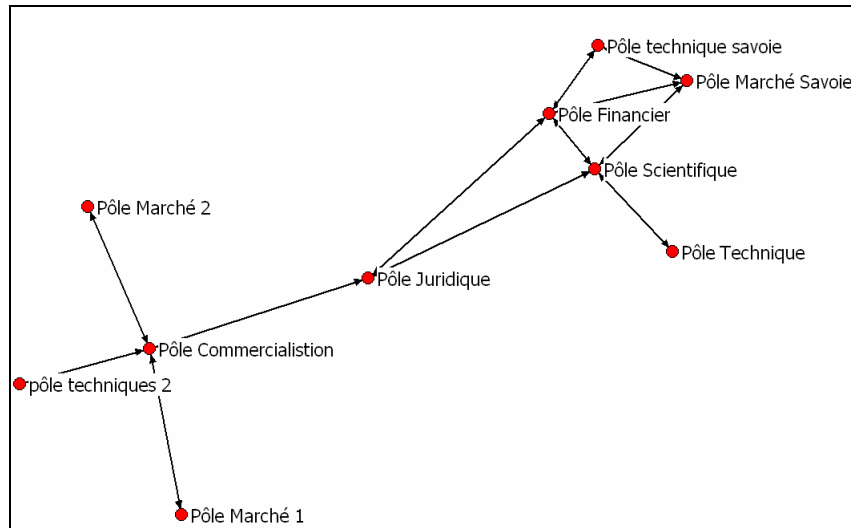 Pôle technique savoie
Pôle Marché Savoie
Pôle Financier
Pôle Scientifique
Pôle Marché 2
Pôle Technique
Pôle Juridique
Pôle Commercialistion
pôle techniques 2
Pôle Marché 1